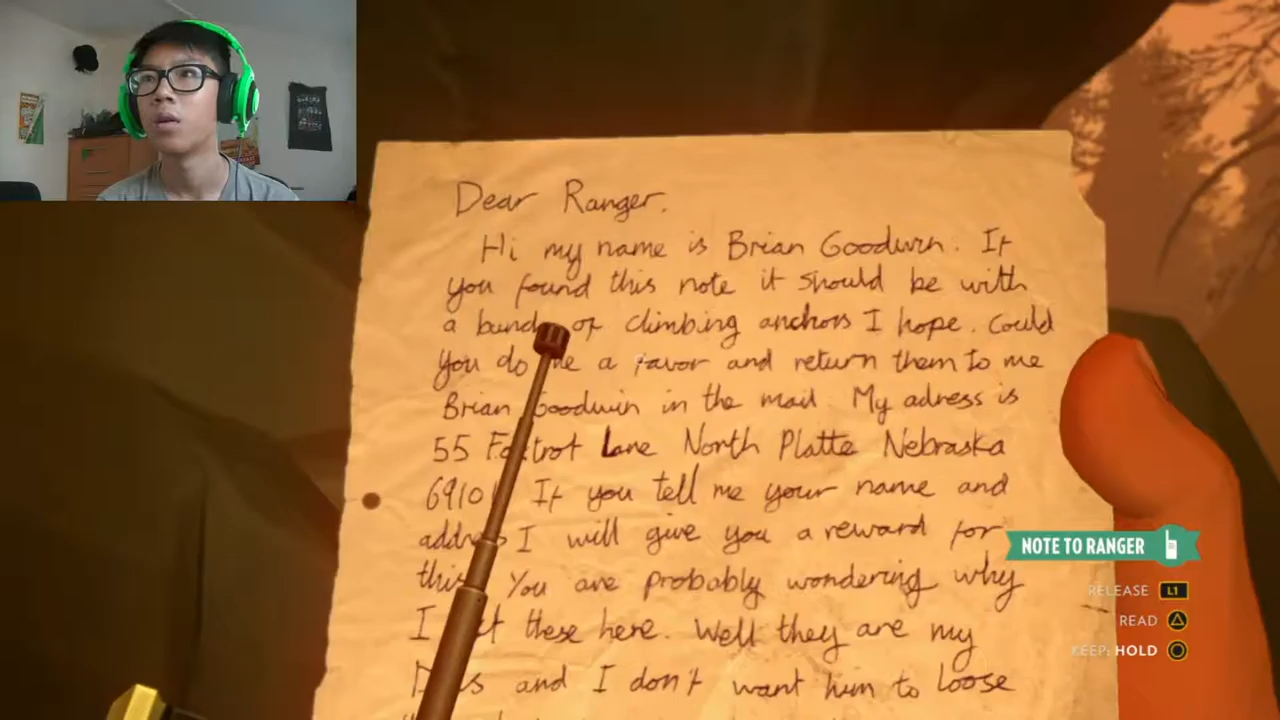 Dear Ranger.
Hi my name is Brian Goodwin. If
you found this note it should be with
a of climbing anchors I hope. Could
you do me a favor and return them to me
Brian Goodwin in the mail. My adress is
55 Foxtrot Lane North Platte Nebraska
69101 If you tell me your name and
address I will give you a reward for
this. You are probably wondering why
I these here. Well they are my
Dads and I don't want him to loose
NOTE TO RANGER
RELEASE L1
READ
KEEP: HOLD